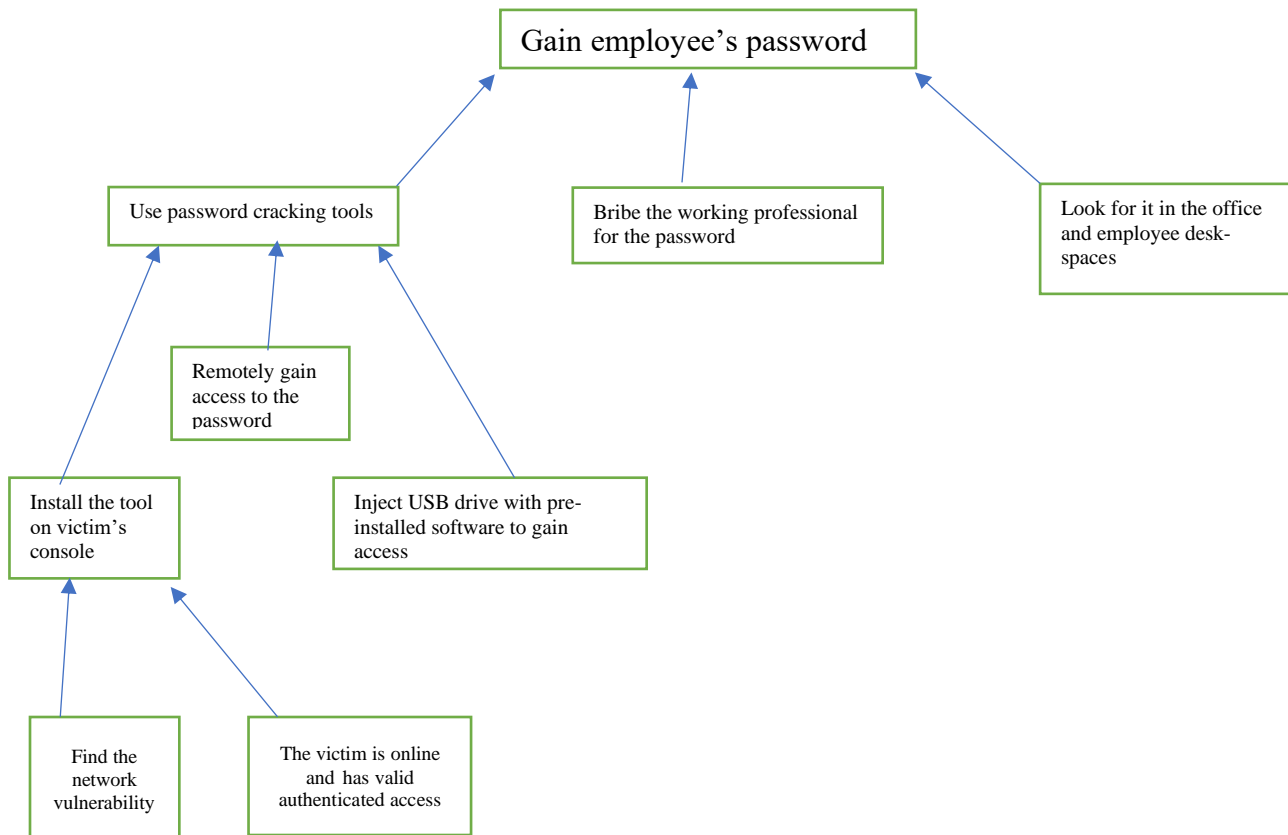 Gain employee’s password
Use password cracking tools
Bribe the working professional
for the password
Look for it in the office
and employee desk-
spaces
Remotely gain
access to the
password
Install the tool
on victim’s
console
Inject USB drive with pre-
installed software to gain
access
Find the
network
vulnerability
The victim is online
and has valid
authenticated access